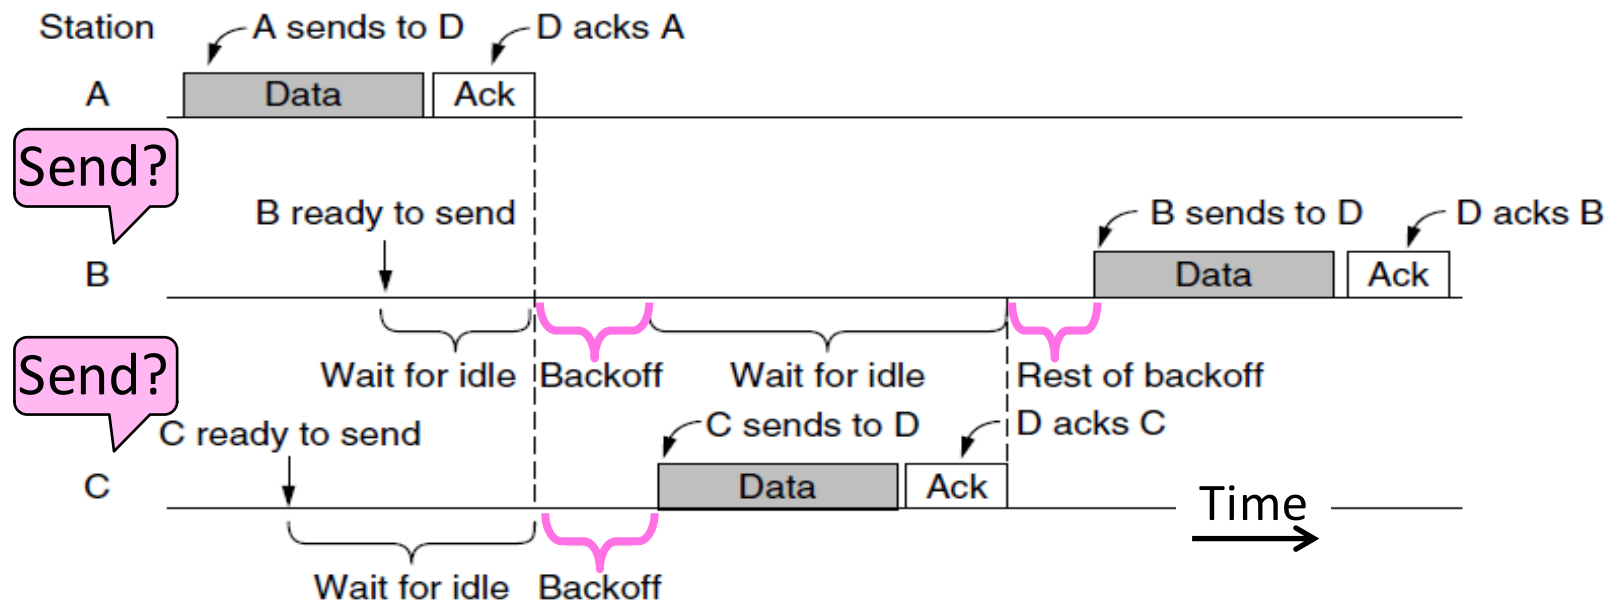 Station A sends to D D acks A
A Data Ack
Send?
B ready to send B sends to D D acks B
B Data Ack
Wait for idle Backoff Wait for idle Rest of backoff
Send?
C ready to send C sends to D D acks C
C Data Ack Time
Wait for idle Backoff